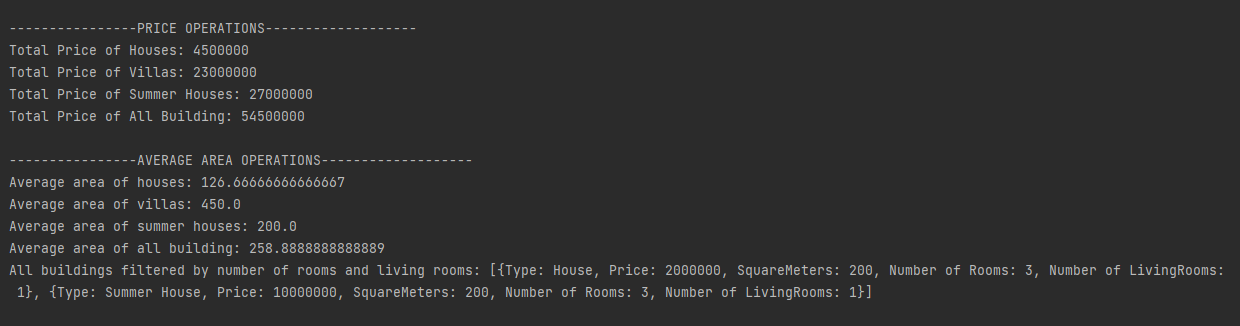 ----------------PRICE OPERATIONS-------------------
Total Price of Houses: 4500000
Total Price of Villas: 23000000
Total Price of Summer Houses: 27000000
Total Price of All Building: 54500000
----------------AVERAGE AREA OPERATIONS-------------------
Average area of houses: 126.66666666666667
Average area of villas: 450.0
Average area of summer houses: 200.0
Average area of all building: 258.8888888888889
All buildings filtered by number of rooms and living rooms: [{Type: House, Price: 2000000, SquareMeters: 200, Number of Rooms: 3, Number of LivingRooms:
1}, {Type: Summer House, Price: 10000000, SquareMeters: 200, Number of Rooms: 3, Number of LivingRooms: 1}]